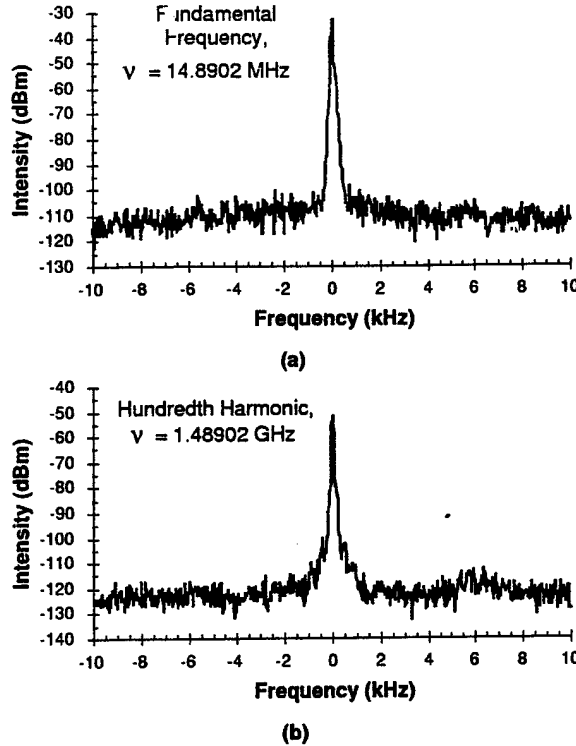 Fundamental
Frequency,
ν = 14.8902 MHz
Intensity (dBm)
-30
-40
-50
-60
-70
-80
-90
-100
-110
-120
-130
-10 -8 -6 -4 -2 0 2 4 6 8 10
Frequency (kHz)
(a)
Hundredth Harmonic,
ν = 1.48902 GHz
Intensity (dBm)
-40
-50
-60
-70
-80
-90
-100
-110
-120
-130
-140
-10 -8 -6 -4 -2 0 2 4 6 8 10
Frequency (kHz)
(b)